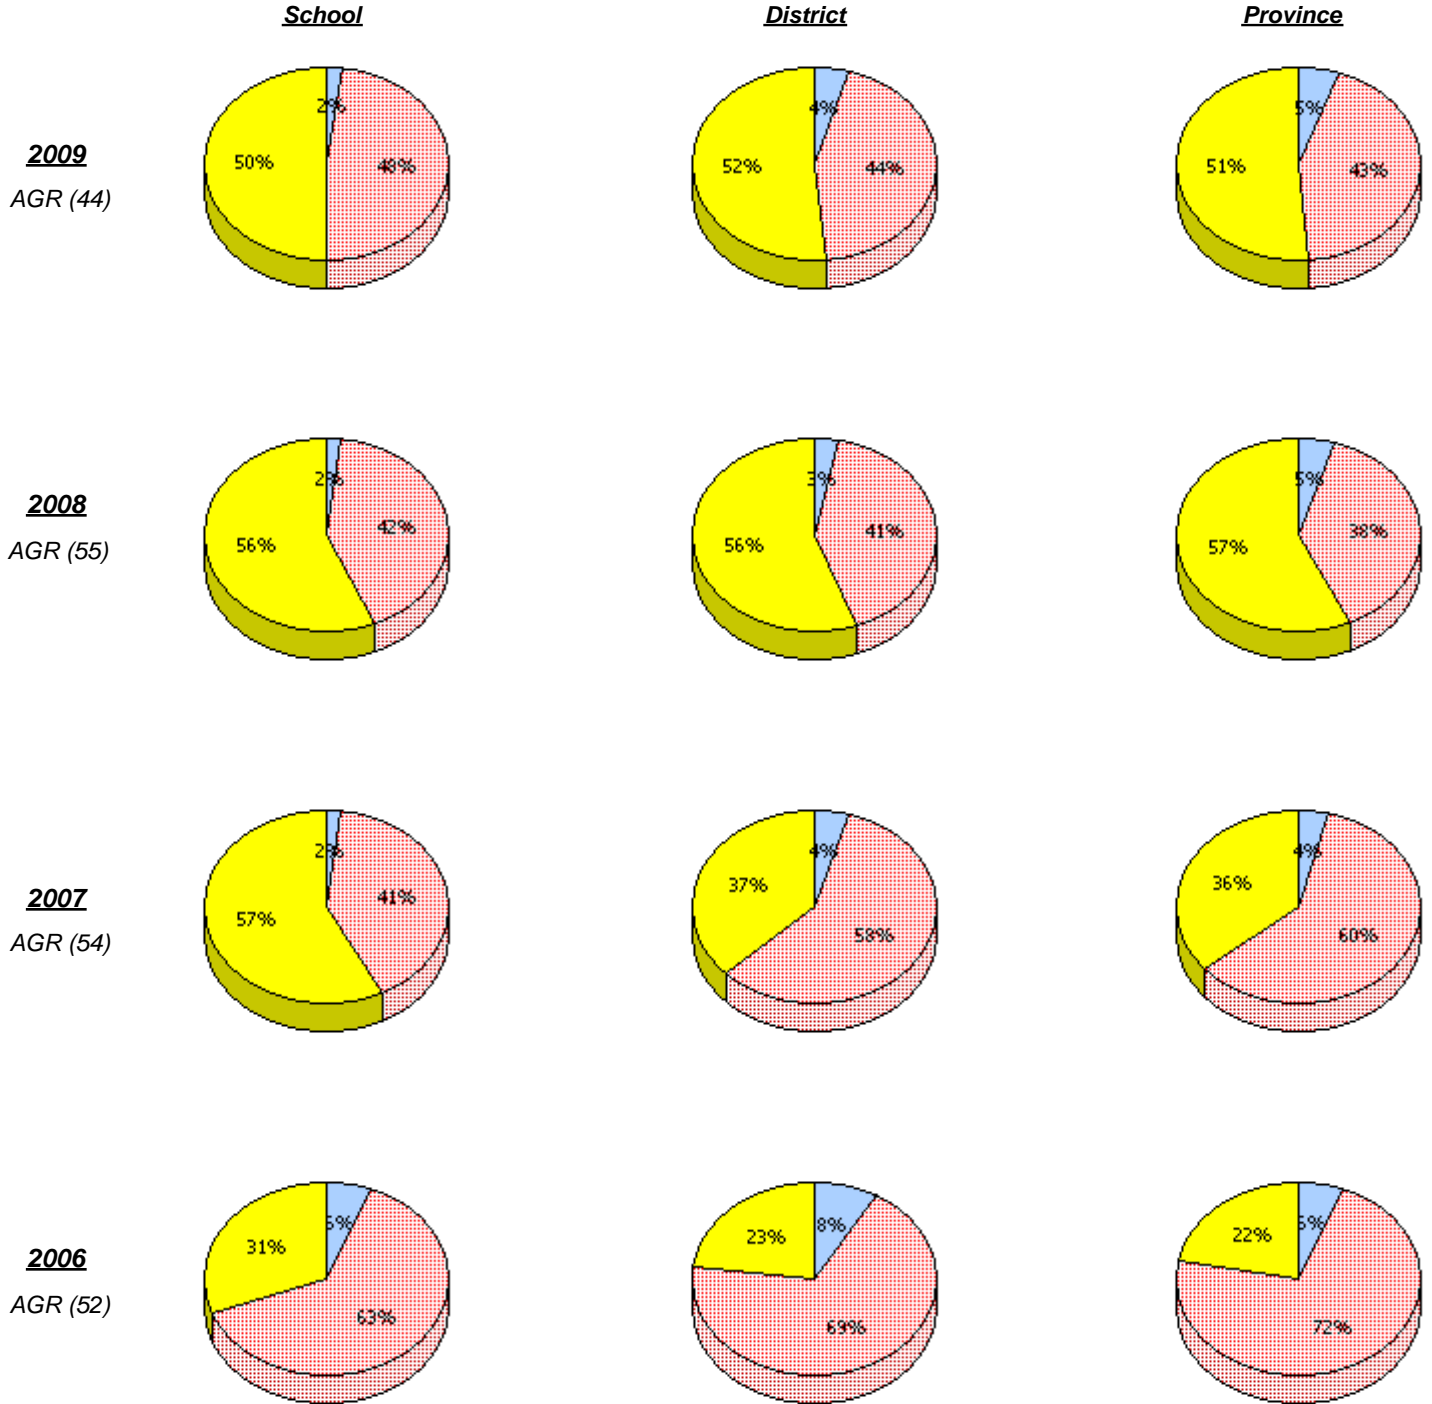 School District Province
2009
AGR (44)
50% 2% 48%
52% 4% 44%
51% 5% 43%
2008
AGR (55)
56% 2% 42%
56% 3% 41%
57% 5% 38%
2007
AGR (54)
57% 2% 41%
37% 4% 58%
36% 4% 60%
2006
AGR (52)
31% 63%
23% 8% 69%
22% 72%